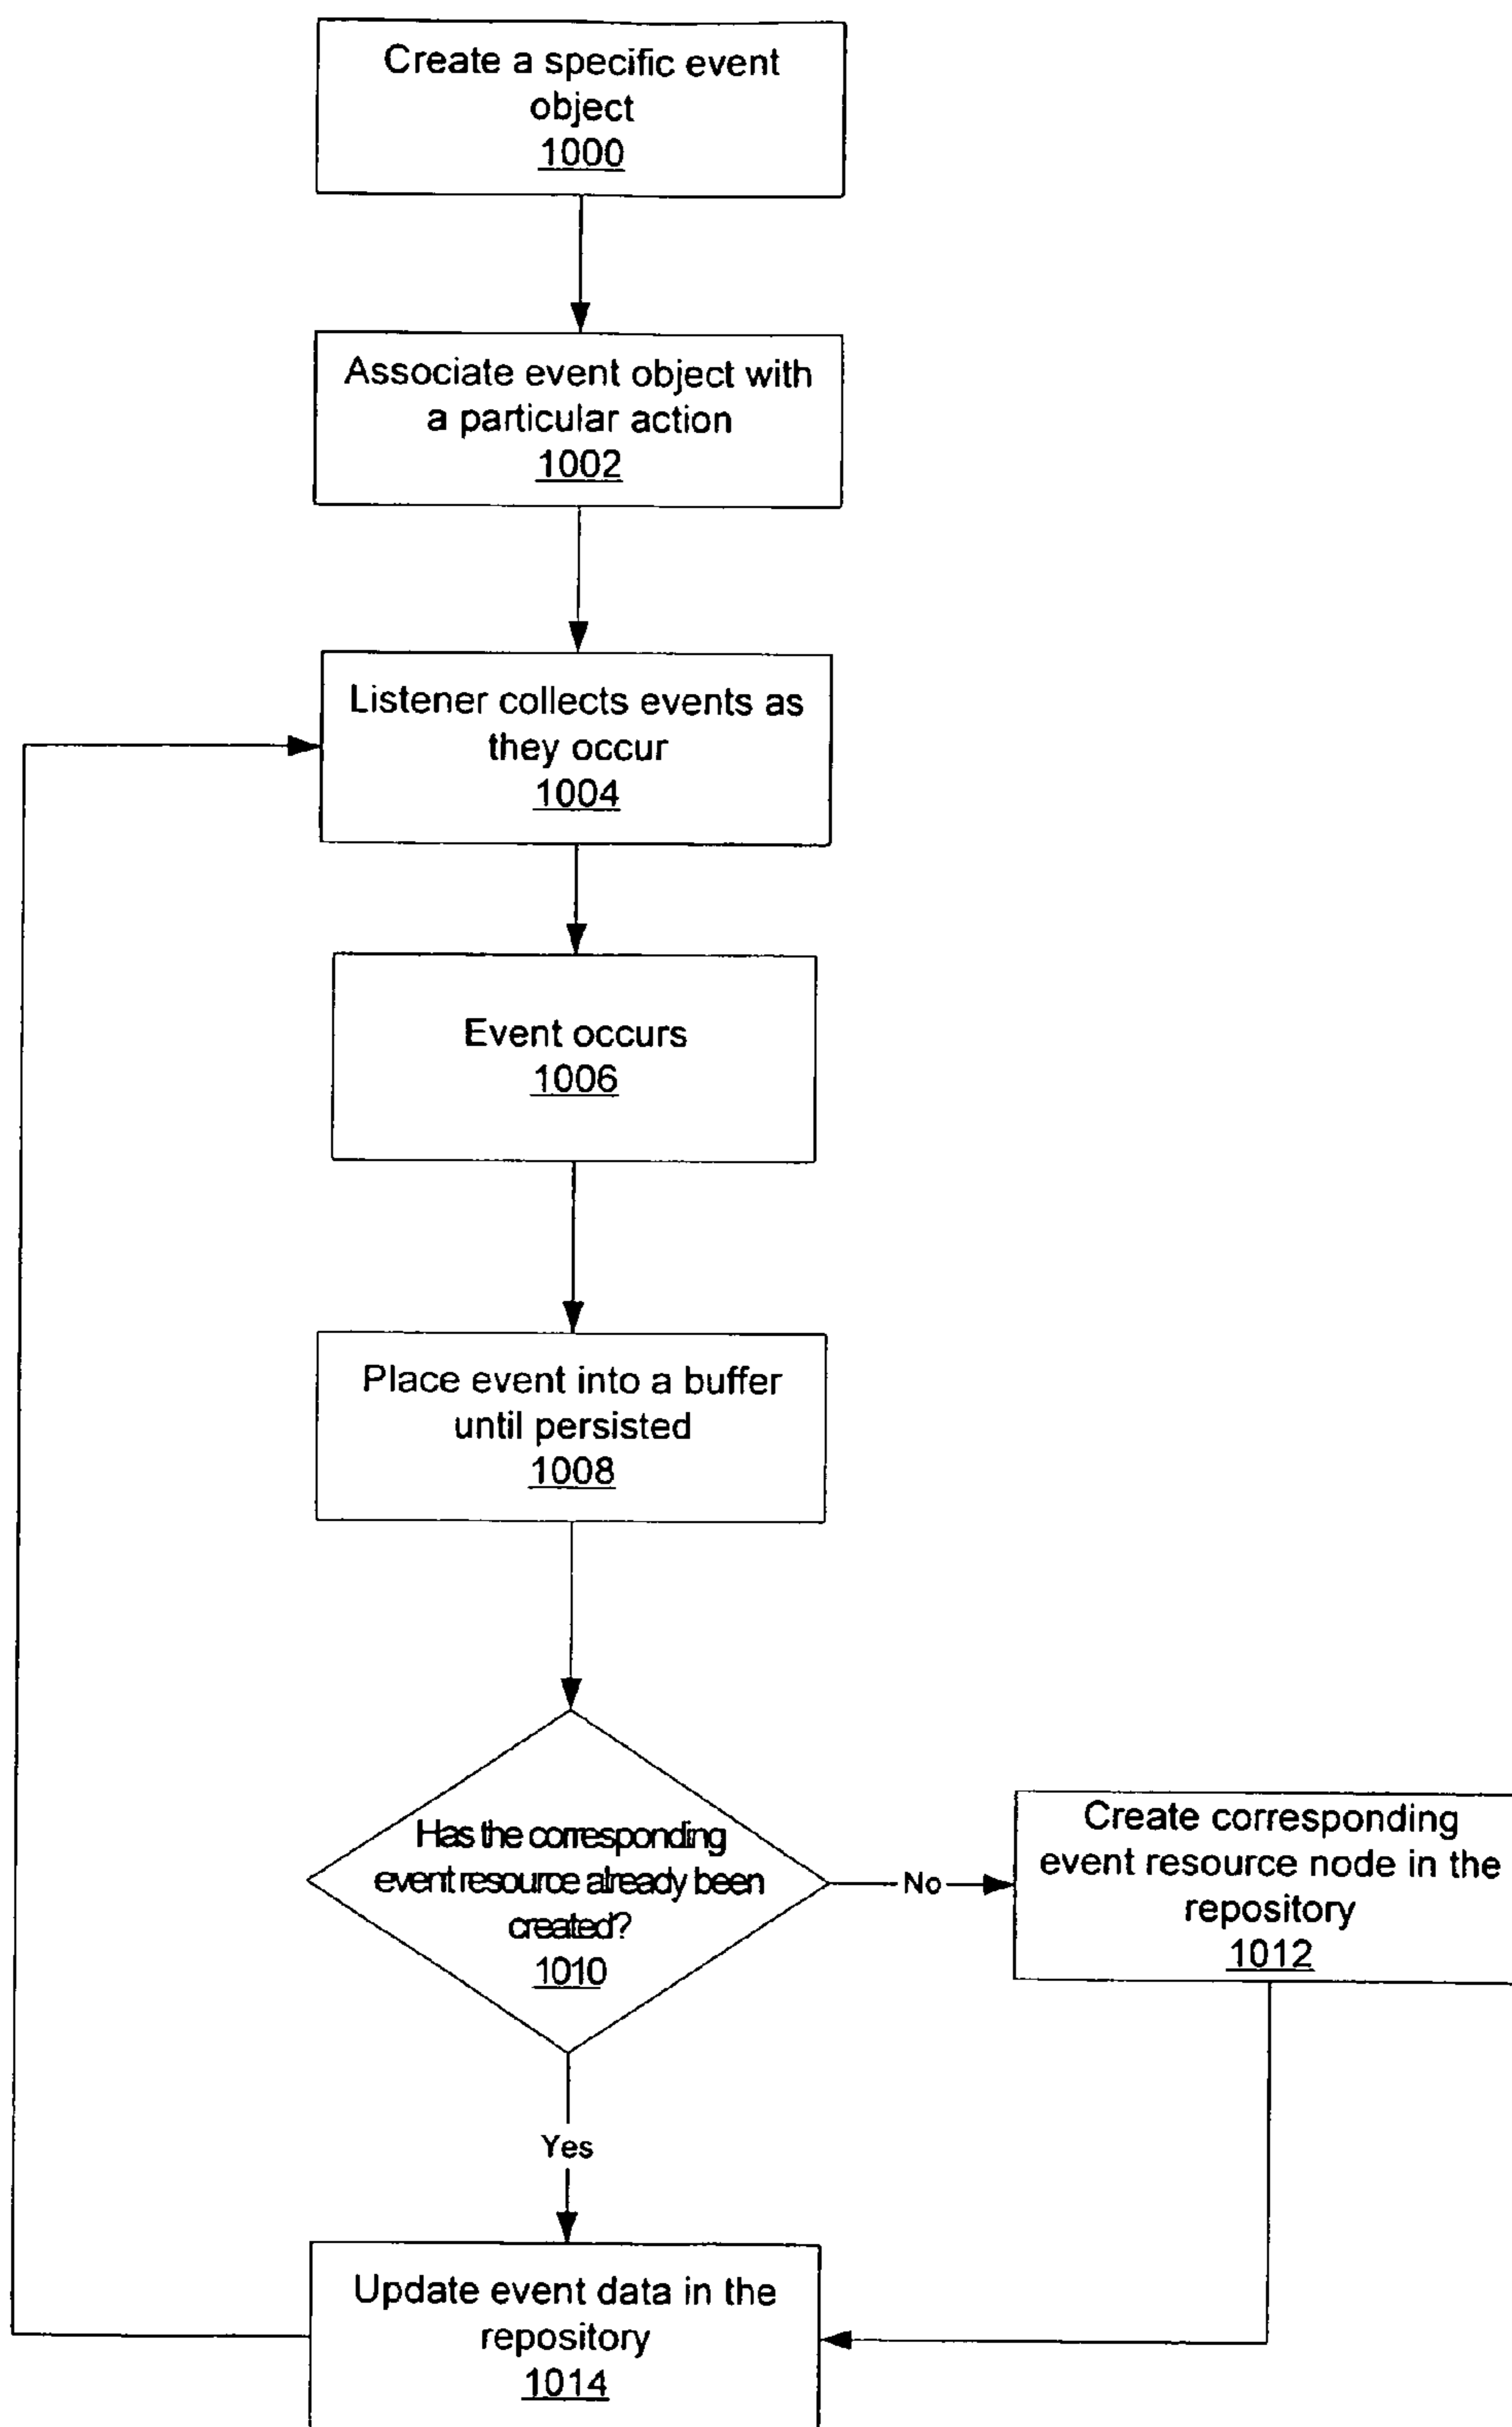 Create a specific event
object
1000
Associate event object with
a particular action
1002
Listener collects events as
they occur
1004
Event occurs
1006
Place event into a buffer
until persisted
1008
Has the corresponding
event resource already been
created?
1010
No
Create corresponding
event resource node in the
repository
1012
Yes
Update event data in the
repository
1014